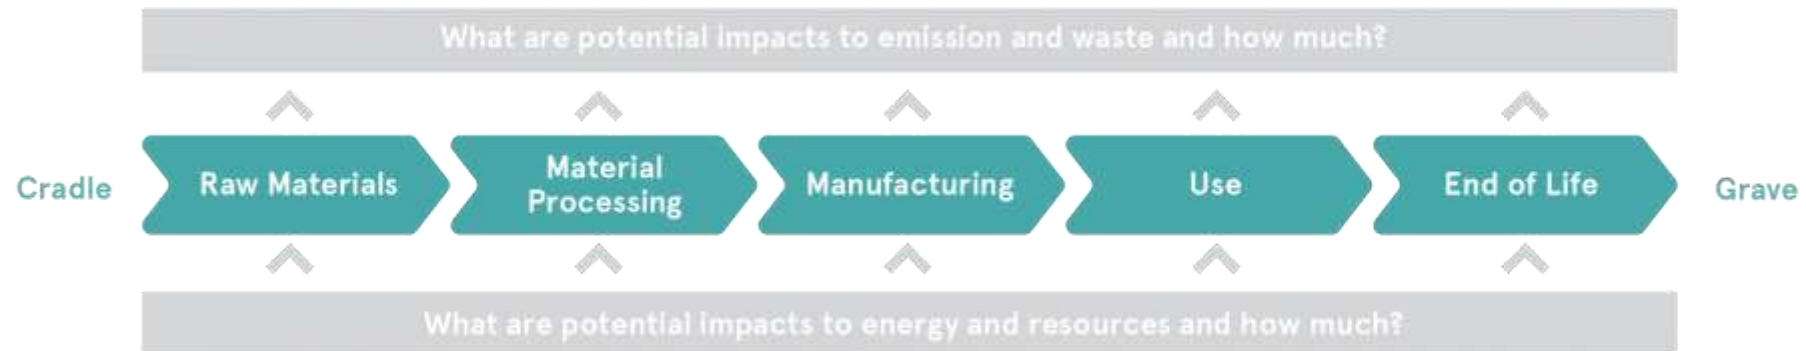 What are potential impacts to emission and waste and how much?
Cradle
Raw Materials
Material
Processing
Manufacturing
Use
End of Life
Grave
What are potential impacts to energy and resources and how much?